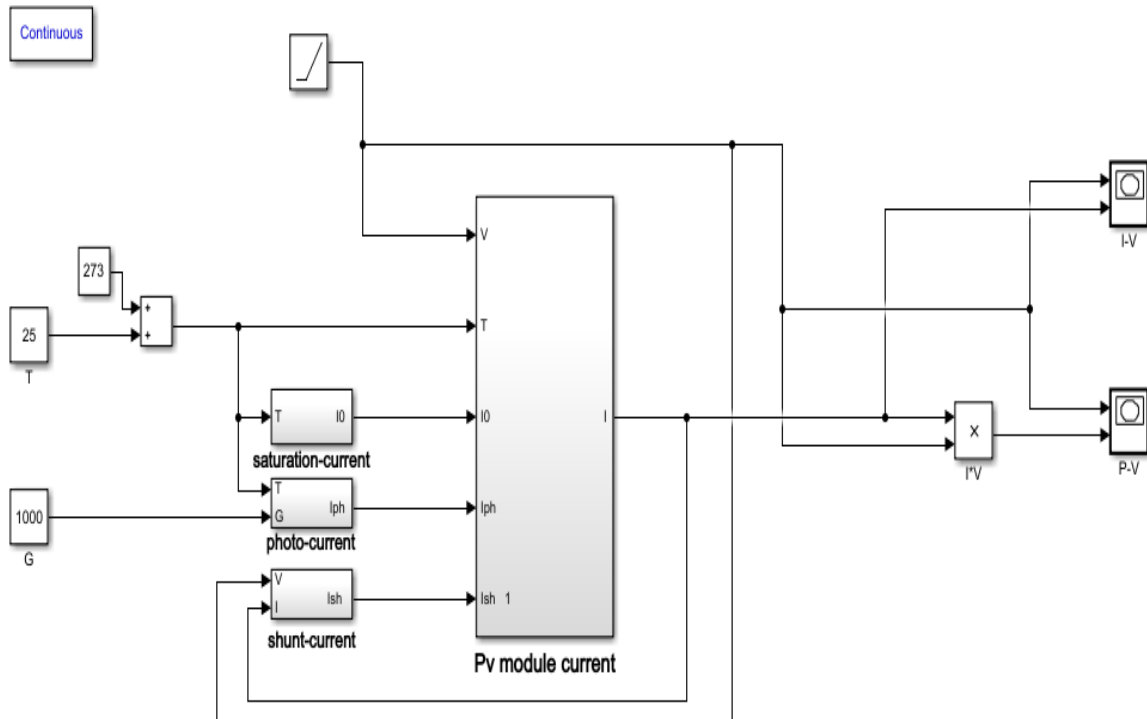 Continuous
V
I-V
273
+
+
25
T
T
T
I0
I0
I
saturation-current
×
I*V
P-V
1000
G
T
G
Iph
Iph
photo-current
V
I
Ish
Ish 1
shunt-current
Pv module current